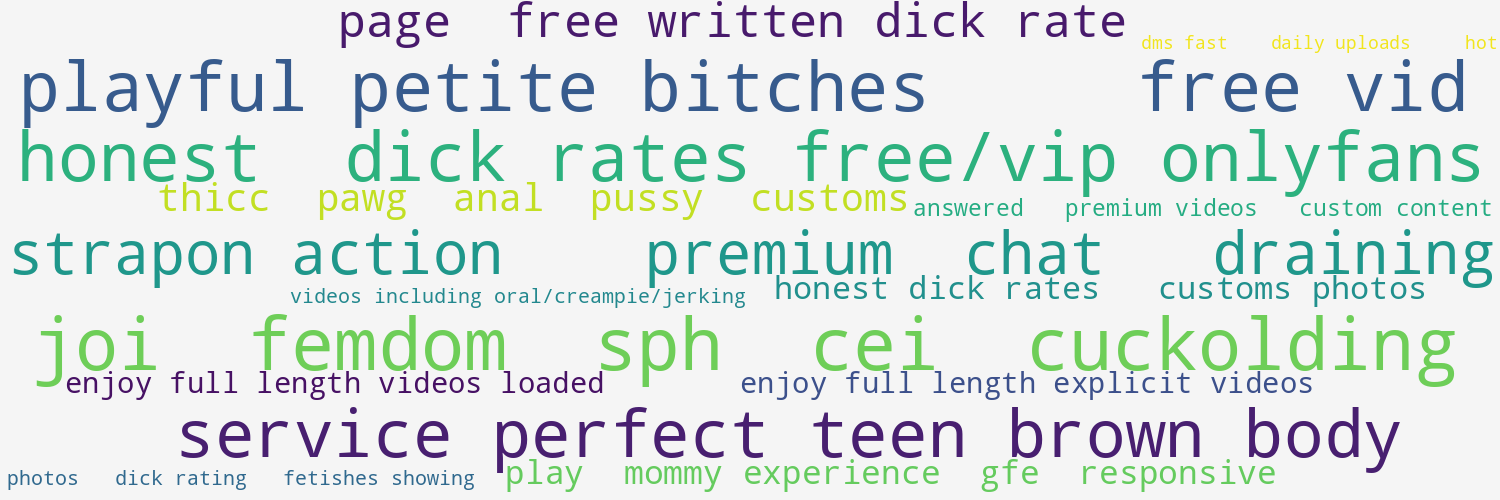 page free written dick rate
dms fast daily uploads hot
playful petite bitches free vid
honest dick rates free/vip onlyfans
thicc pawg anal pussy customs
answered premium videos custom content
strapon action premium chat draining
videos including oral/creampie/jerking
honest dick rates customs photos
joi femdom sph cei cuckolding
enjoy full length videos loaded
enjoy full length explicit videos
service perfect teen brown body
photos dick rating fetishes showing
play mommy experience gfe responsive